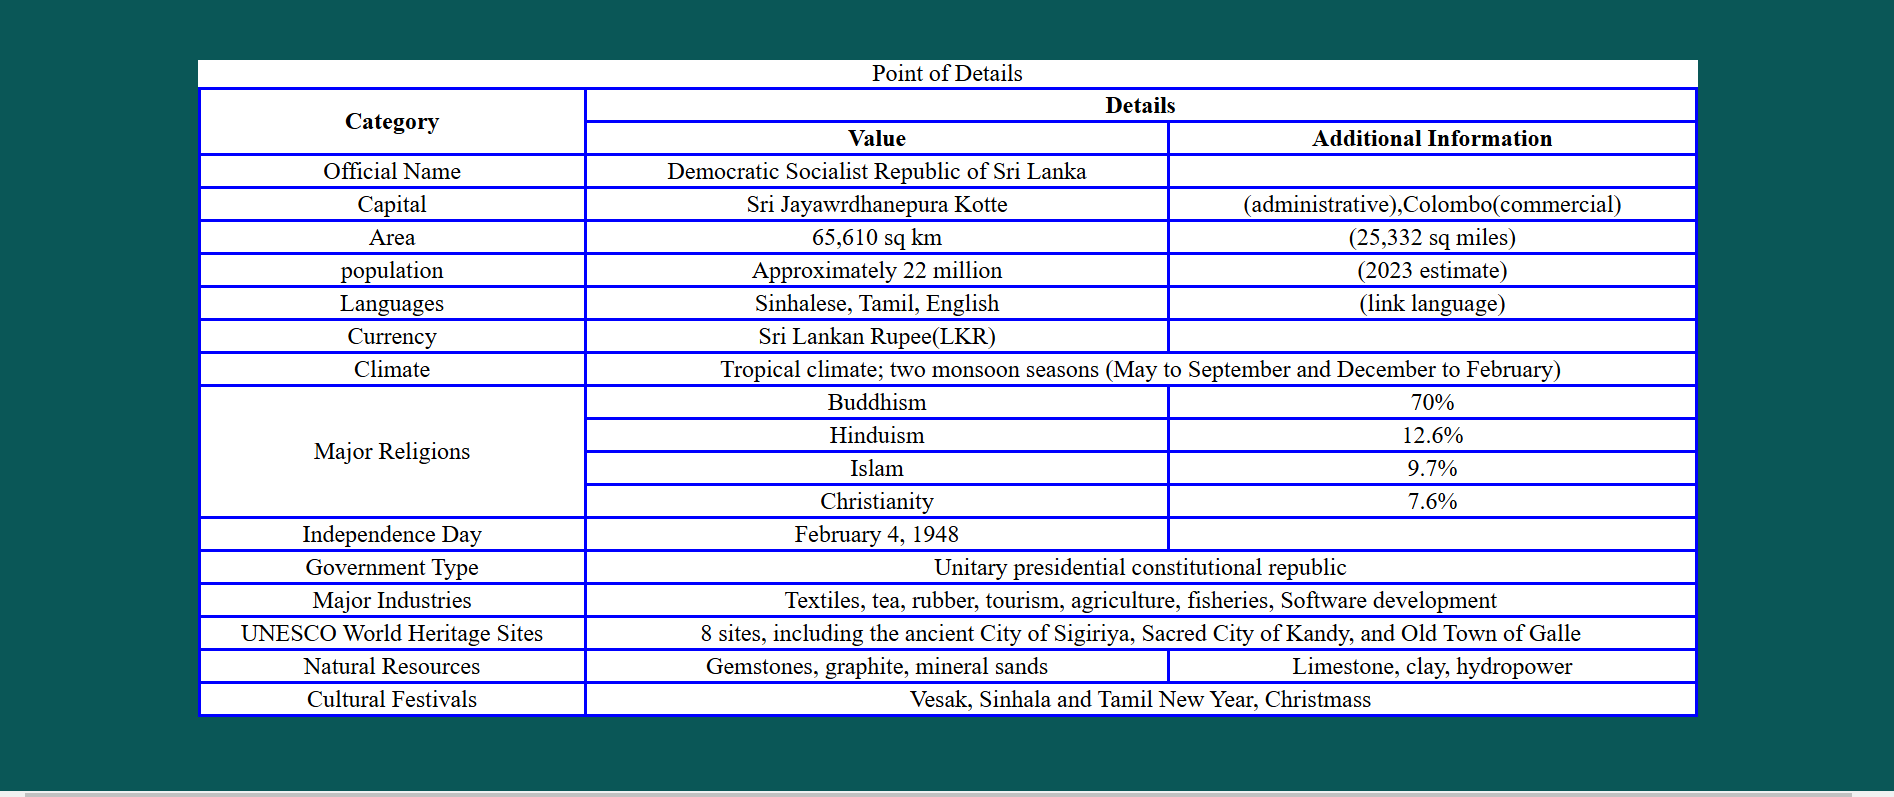 Point of Details
Category
Details
Value Additional Information
Official Name Democratic Socialist Republic of Sri Lanka
Capital Sri Jayawrdhanepura Kotte (administrative),Colombo(commercial)
Area 65,610 sq km (25,332 sq miles)
population Approximately 22 million (2023 estimate)
Languages Sinhalese, Tamil, English (link language)
Currency Sri Lankan Rupee(LKR)
Climate Tropical climate; two monsoon seasons (May to September and December to February)
Major Religions
Buddhism 70%
Hinduism 12.6%
Islam 9.7%
Christianity 7.6%
Independence Day February 4, 1948
Government Type Unitary presidential constitutional republic
Major Industries Textiles, tea, rubber, tourism, agriculture, fisheries, Software development
UNESCO World Heritage Sites 8 sites, including the ancient City of Sigiriya, Sacred City of Kandy, and Old Town of Galle
Natural Resources Gemstones, graphite, mineral sands Limestone, clay, hydropower
Cultural Festivals Vesak, Sinhala and Tamil New Year, Christmass